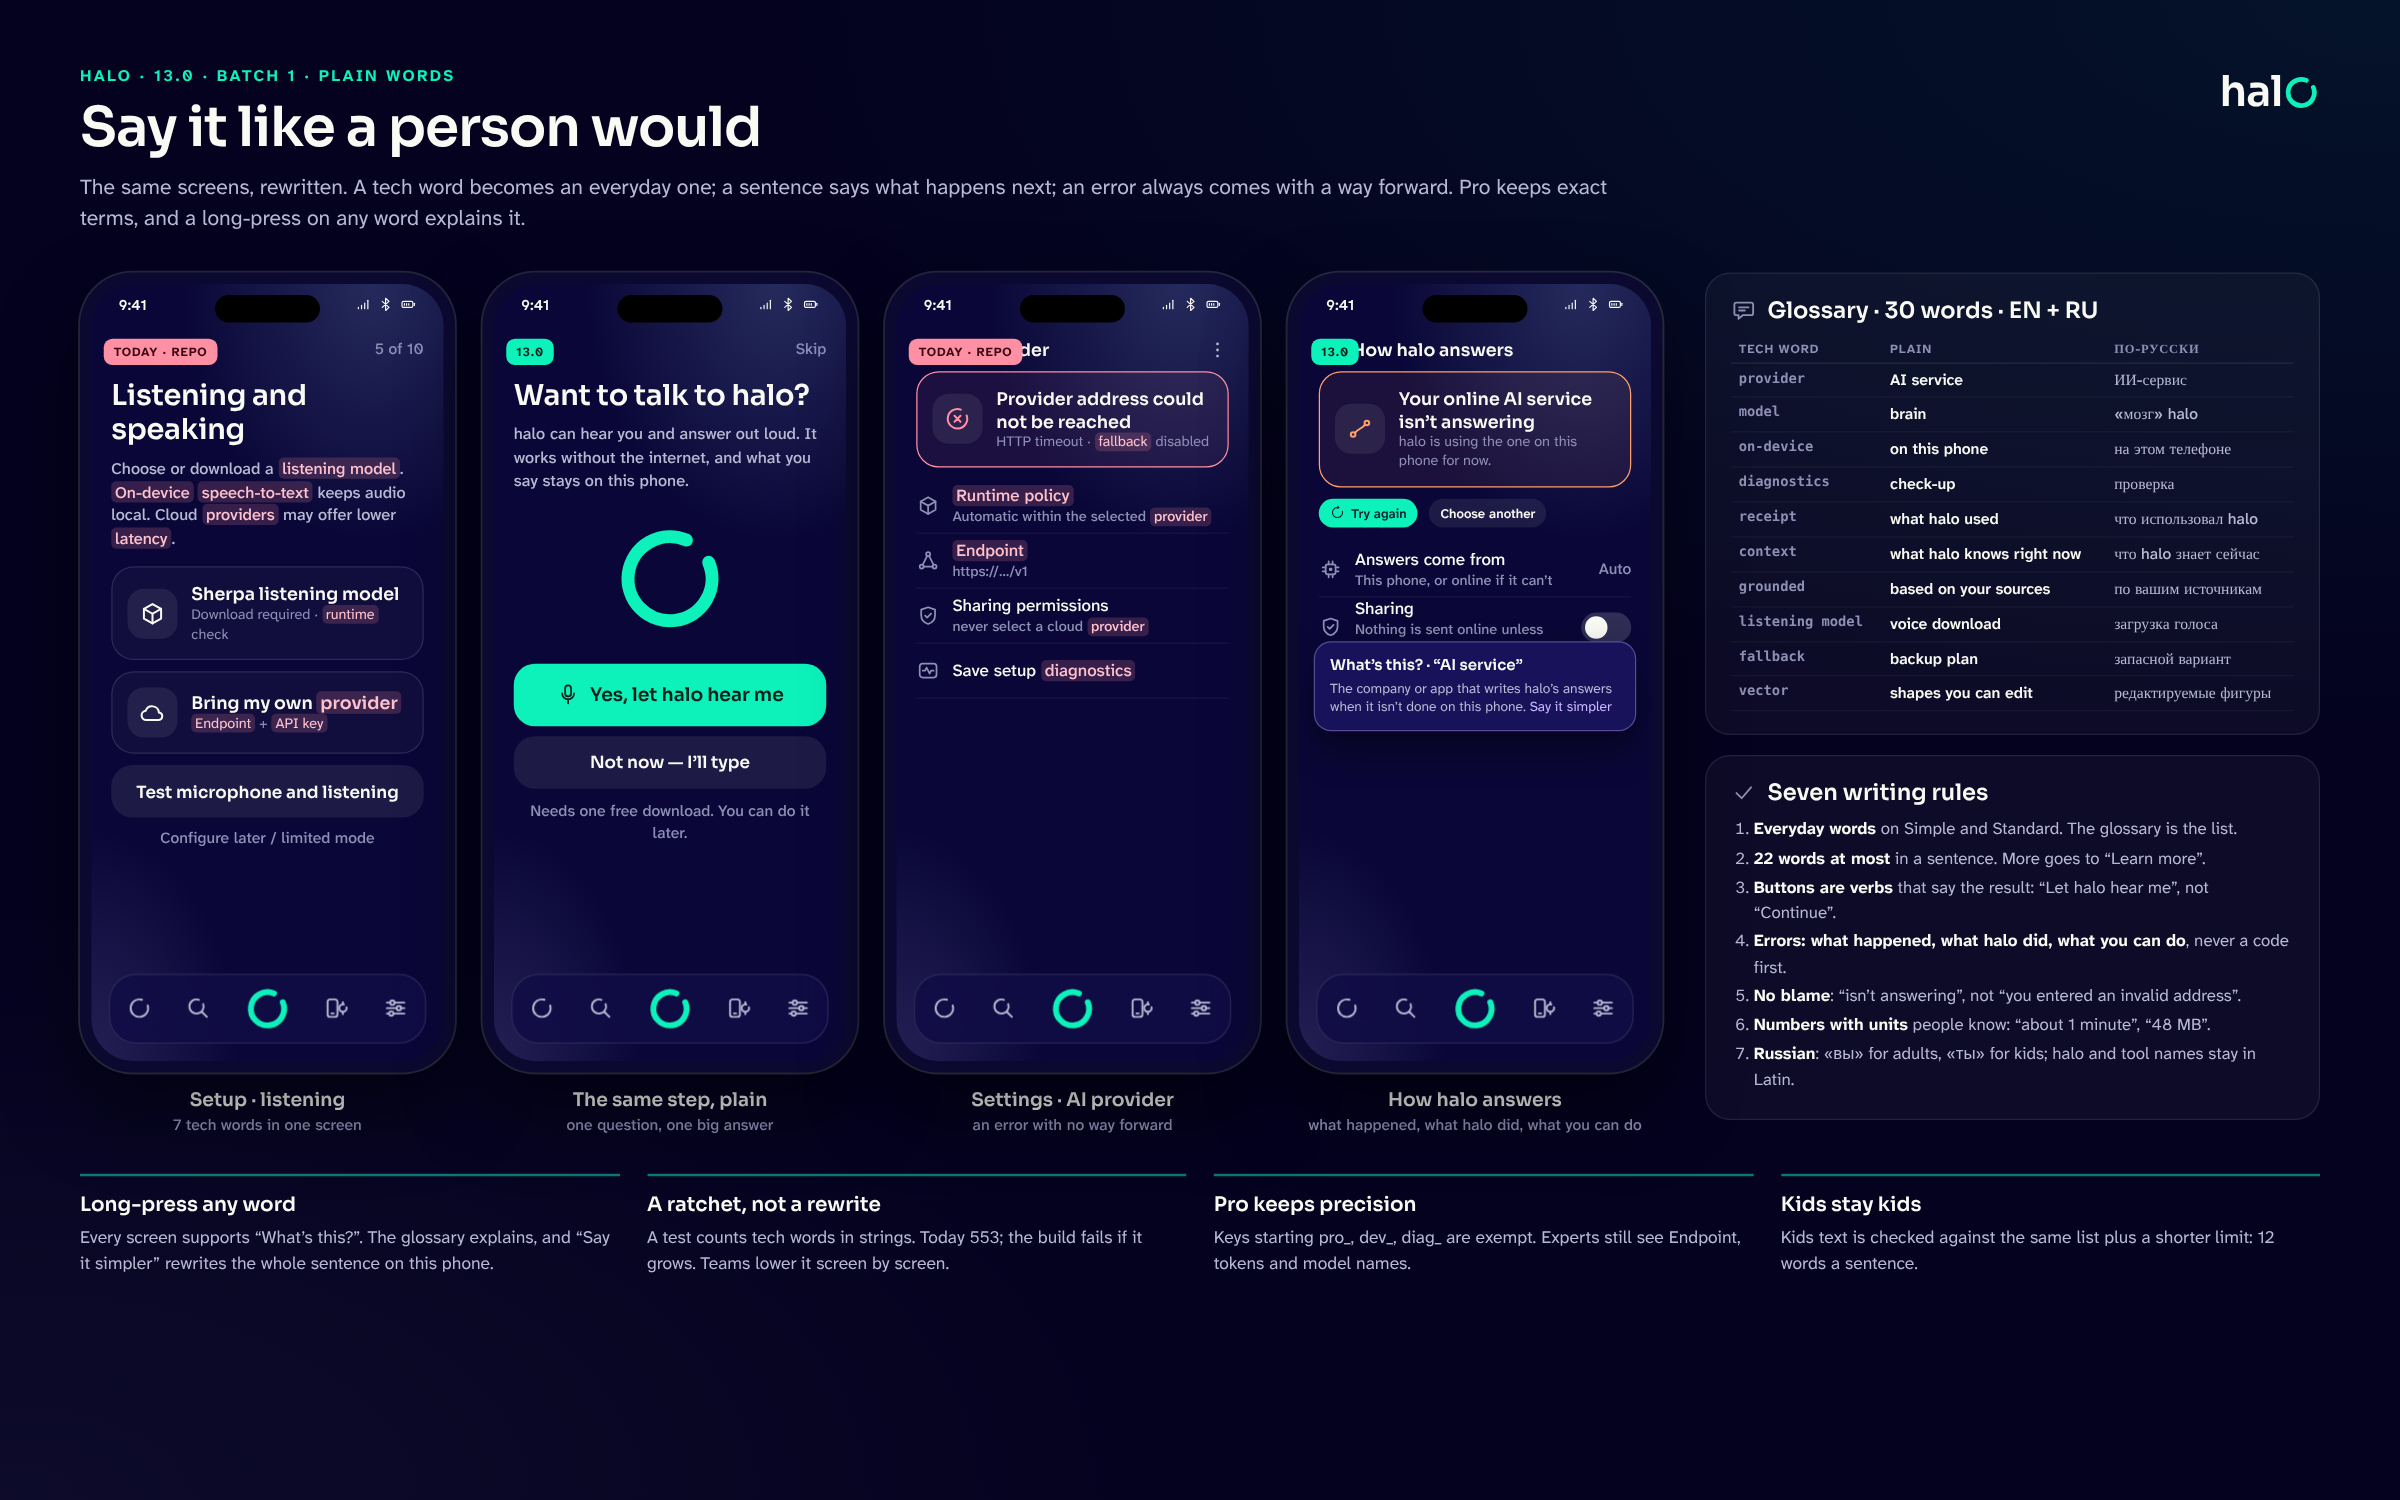 HALO · 13.0 · BATCH 1 · PLAIN WORDS
Say it like a person would
The same screens, rewritten. A tech word becomes an everyday one; a sentence says what happens next; an error always comes with a way forward. Pro keeps exact
terms, and a long-press on any word explains it.
halo
9:41
TODAY · REPO
5 of 10
Listening and
speaking
Choose or download a listening model.
On-device speech-to-text keeps audio
local. Cloud providers may offer lower
latency.
Sherpa listening model
Download required · runtime
check
Bring my own provider
Endpoint + API key
Test microphone and listening
Configure later / limited mode
Setup · listening
7 tech words in one screen
9:41
13.0
Skip
Want to talk to halo?
halo can hear you and answer out loud. It
works without the internet, and what you
say stays on this phone.
Yes, let halo hear me
Not now — I'll type
Needs one free download. You can do it
later.
The same step, plain
one question, one big answer
9:41
TODAY · REPO
der
Provider address could
not be reached
HTTP timeout · fallback disabled
Runtime policy
Automatic within the selected provider
Endpoint
https://.../v1
Sharing permissions
never select a cloud provider
Save setup diagnostics
Settings · AI provider
an error with no way forward
9:41
13.0
How halo answers
Your online AI service
isn't answering
halo is using the one on this
phone for now.
Try again
Choose another
Answers come from
This phone, or online if it can't
Auto
Sharing
Nothing is sent online unless
What's this? · “AI service”
The company or app that writes halo's answers
when it isn't done on this phone. Say it simpler
How halo answers
what happened, what halo did, what you can do
Glossary · 30 words · EN + RU
TECH WORD PLAIN ПО-РУССКИ
provider AI service ИИ-сервис
model brain «мозг» halo
on-device on this phone на этом телефоне
diagnostics check-up проверка
receipt what halo used что использовал halo
context what halo knows right now что halo знает сейчас
grounded based on your sources по вашим источникам
listening model voice download загрузка голоса
fallback backup plan запасной вариант
vector shapes you can edit редактируемые фигуры
Seven writing rules
1. Everyday words on Simple and Standard. The glossary is the list.
2. 22 words at most in a sentence. More goes to “Learn more”.
3. Buttons are verbs that say the result: “Let halo hear me”, not
“Continue”.
4. Errors: what happened, what halo did, what you can do, never a code
first.
5. No blame: “isn't answering”, not “you entered an invalid address”.
6. Numbers with units people know: “about 1 minute”, “48 MB”.
7. Russian: «вы» for adults, «ты» for kids; halo and tool names stay in
Latin.
Long-press any word
Every screen supports “What's this?”. The glossary explains, and “Say
it simpler” rewrites the whole sentence on this phone.
A ratchet, not a rewrite
A test counts tech words in strings. Today 553; the build fails if it
grows. Teams lower it screen by screen.
Pro keeps precision
Keys starting pro_, dev_, diag_ are exempt. Experts still see Endpoint,
tokens and model names.
Kids stay kids
Kids text is checked against the same list plus a shorter limit: 12
words a sentence.